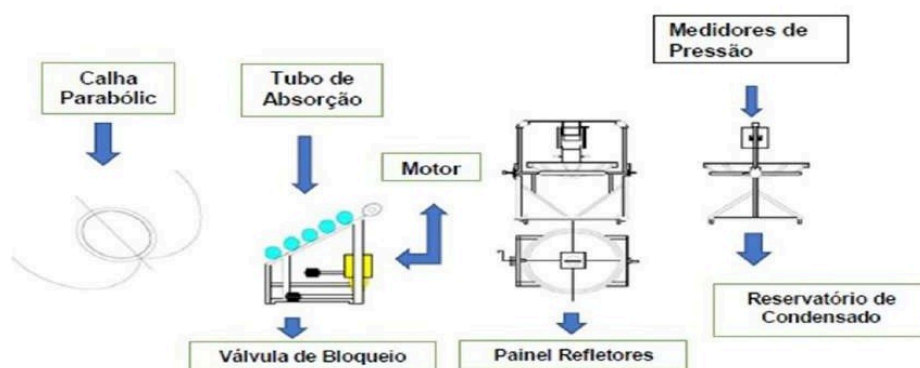 Calha
Parabólic
Tubo de
Absorção
Motor
Medidores de
Pressão
Válvula de Bloqueio
Painel Refletores
Reservatório de
Condensado